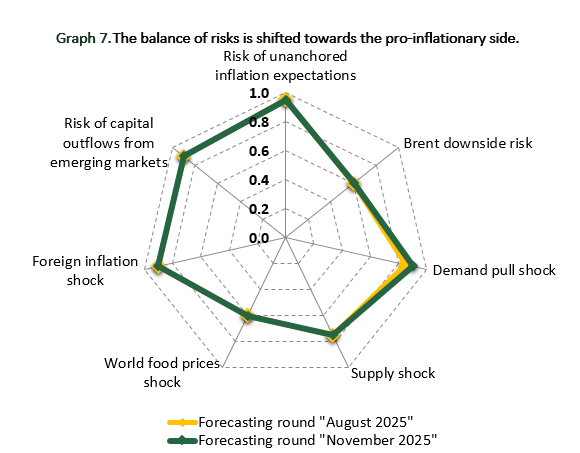 Graph 7. The balance of risks is shifted towards the pro-inflationary side.
Risk of unanchored
inflation expectations
1.0
0.8
0.6
0.4
0.2
0.0
Brent downside risk
Demand pull shock
Supply shock
World food prices
shock
Foreign inflation
shock
Risk of capital
outflows from
emerging markets
Forecasting round "August 2025"
Forecasting round "November 2025"